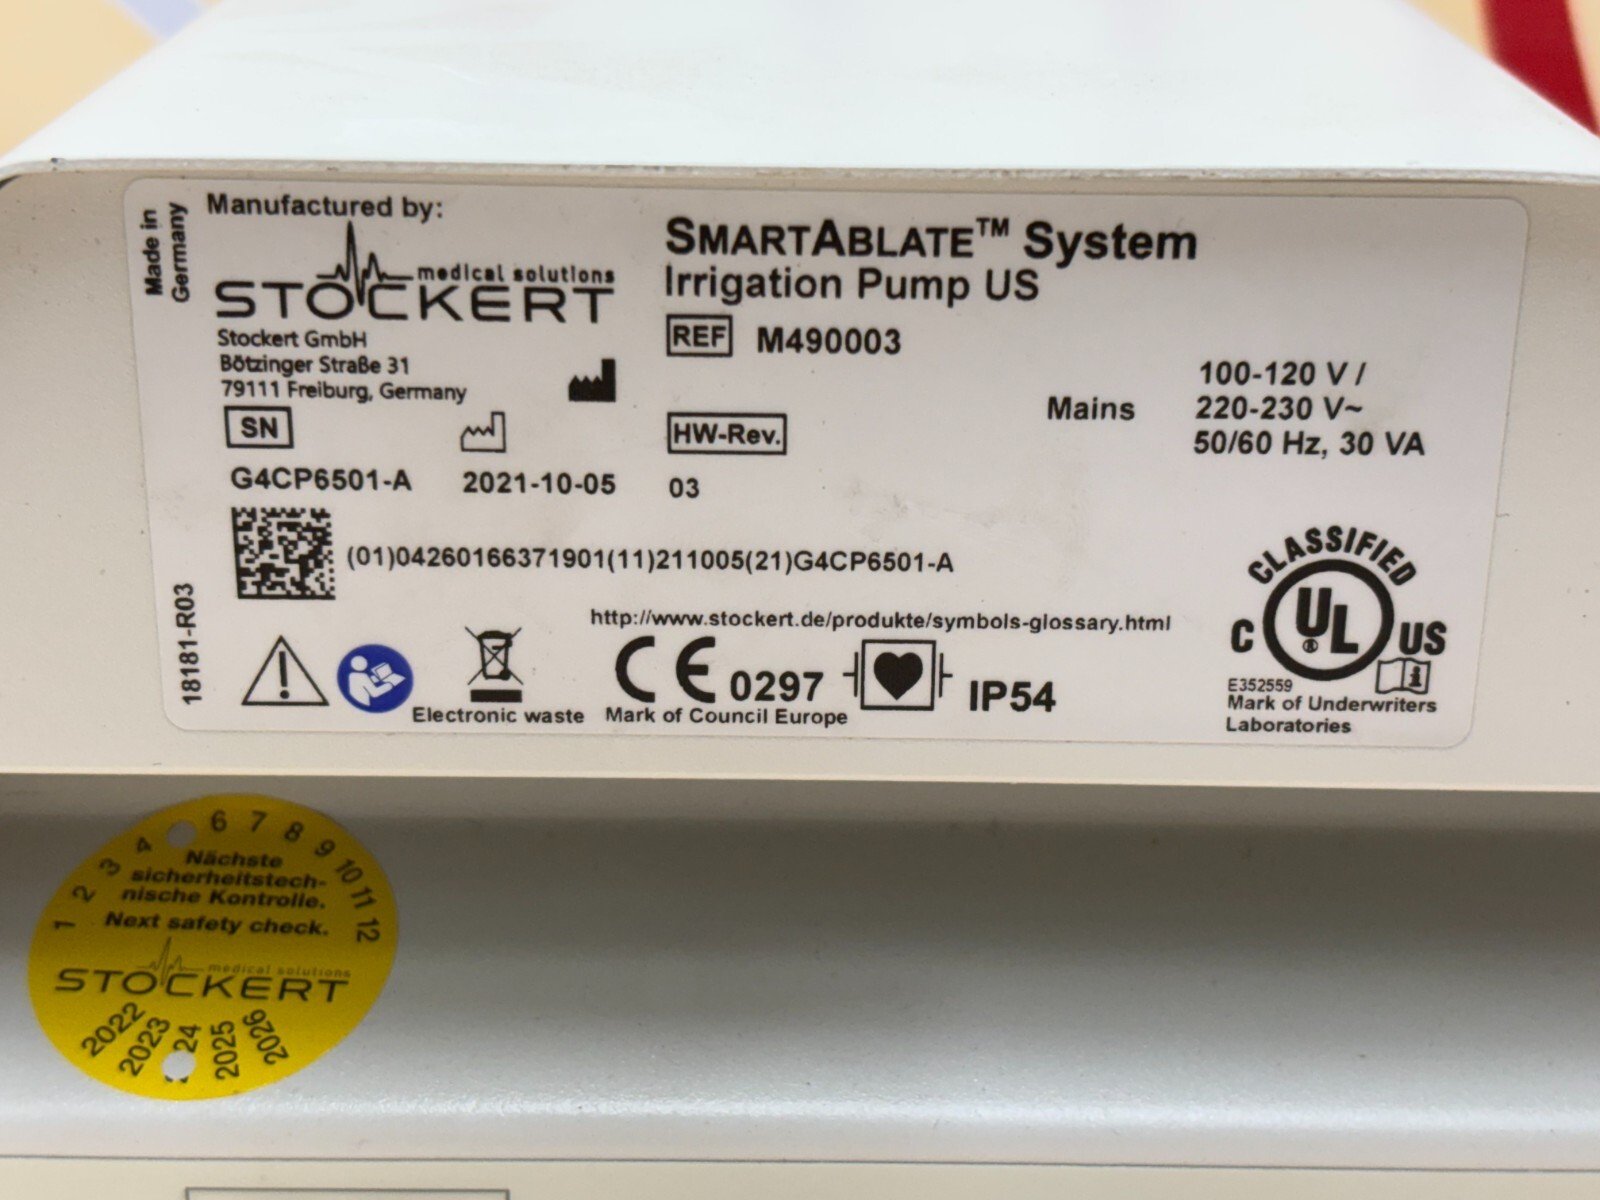 Made in
Germany
Manufactured by:
medical solutions
STOCKERT
Stockert GmbH
Bötzinger Straße 31
79111 Freiburg, Germany
SN
G4CP6501-A
2021-10-05
SMARTABLATE™ System
Irrigation Pump US
REF M490003
HW-Rev.
03
Mains
100-120 V /
220-230 V~
50/60 Hz, 30 VA
(01)04260166371901(11)211005(21)G4CP6501-A
18181-R03
http://www.stockert.de/produkte/symbols-glossary.html
Electronic waste
CE 0297
Mark of Council Europe
IP54
CLASSIFIED
C UL® US
E352559
Mark of Underwriters
Laboratories
1 2 3 4 6 7 8 9 10 11 12
Nächste
sicherheitstech-
nische Kontrolle.
Next safety check.
medical solutions
STOCKERT
2022
2023
24
2025
2026